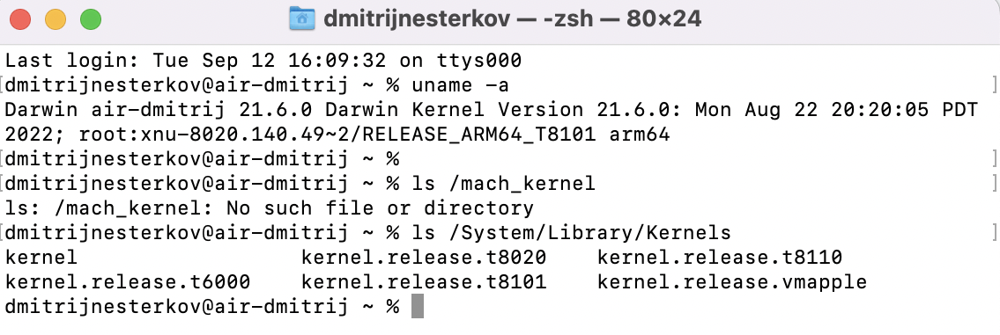 dmitrijnesterkov — -zsh — 80×24
Last login: Tue Sep 12 16:09:32 on ttys000
[dmitrijnesterkov@air-dmitrij ~ % uname -a ]
Darwin air-dmitrij 21.6.0 Darwin Kernel Version 21.6.0: Mon Aug 22 20:20:05 PDT
2022; root:xnu-8020.140.49~2/RELEASE_ARM64_T8101 arm64
[dmitrijnesterkov@air-dmitrij ~ % ]
[dmitrijnesterkov@air-dmitrij ~ % ls /mach_kernel ]
ls: /mach_kernel: No such file or directory
[dmitrijnesterkov@air-dmitrij ~ % ls /System/Library/Kernels ]
kernel kernel.release.t8020 kernel.release.t8110
kernel.release.t6000 kernel.release.t8101 kernel.release.vmapple
dmitrijnesterkov@air-dmitrij ~ %